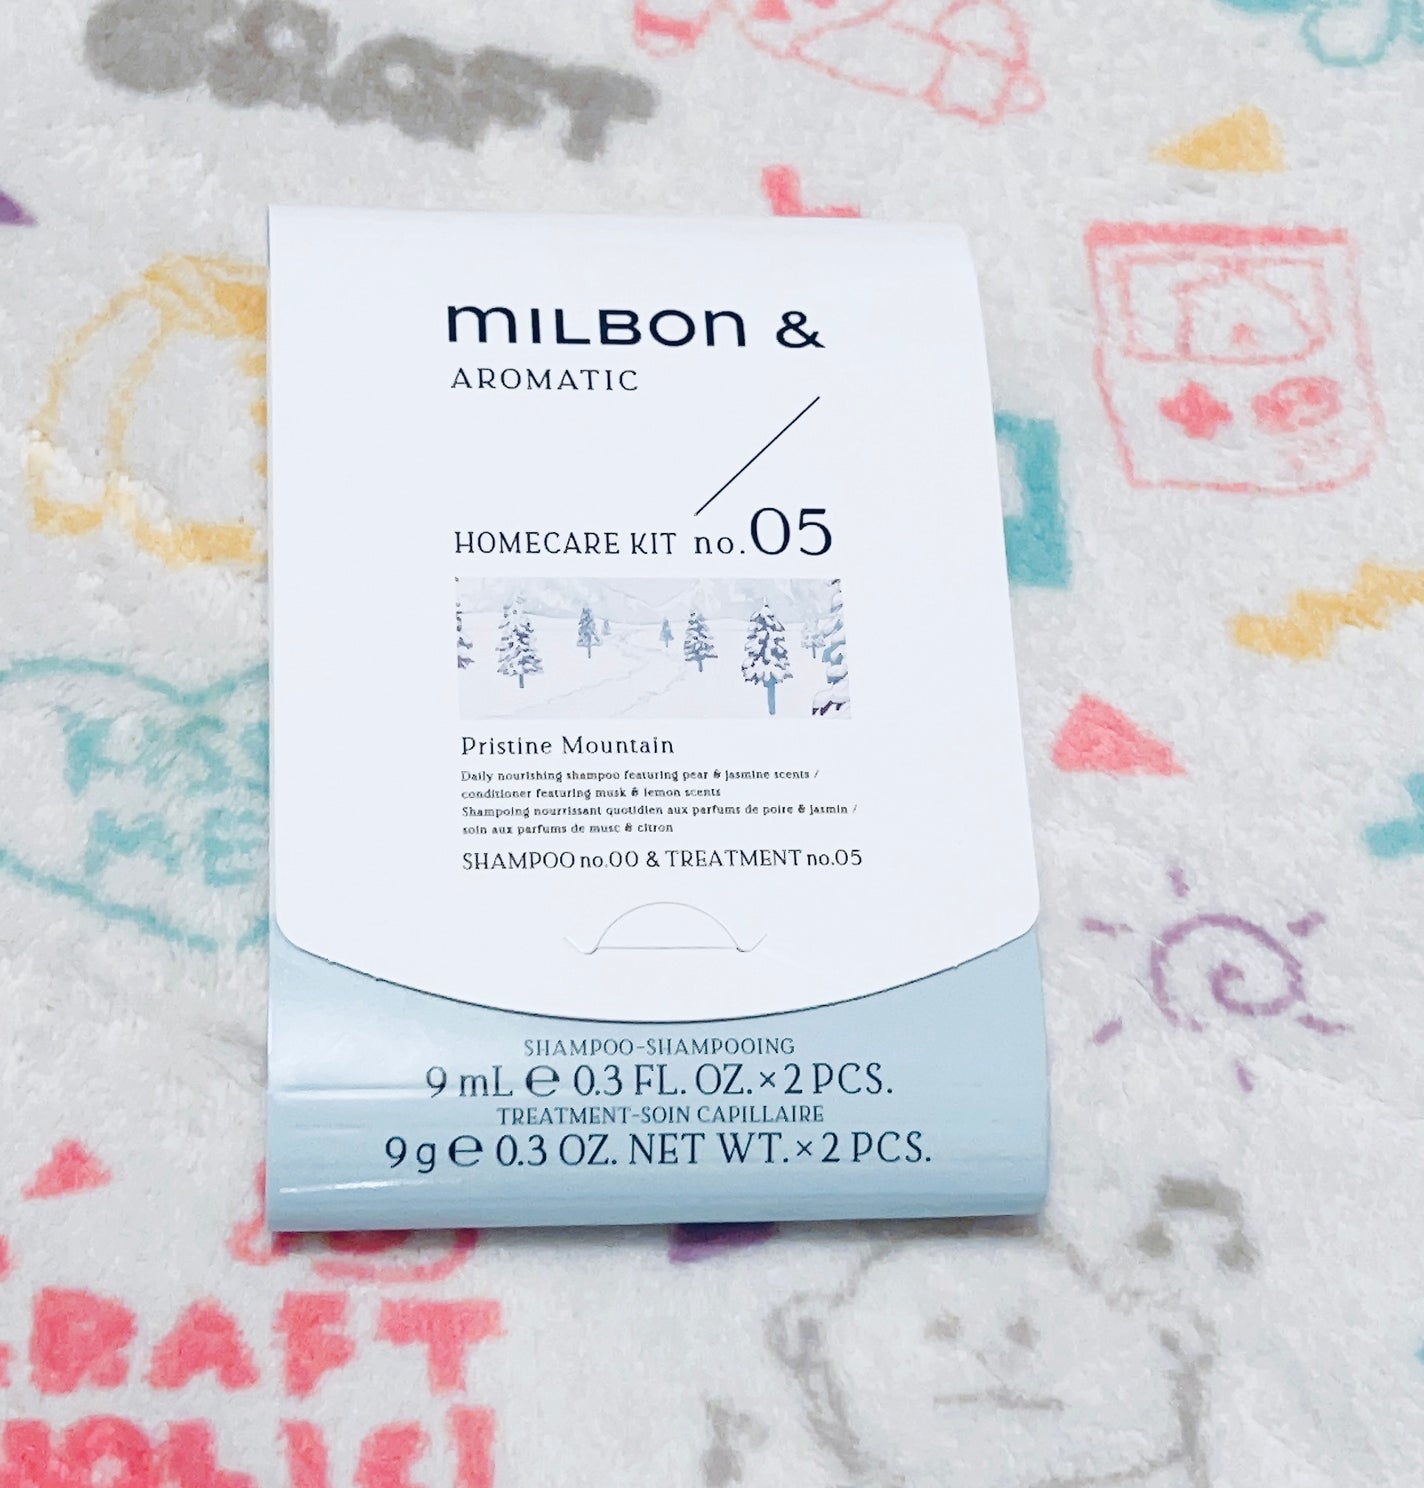 CRAFT
MILBON &
AROMATIC
HOMECARE KIT no.05
Pristine Mountain
Daily nourishing shampoo featuring pear & jasmine scents /
conditioner featuring musk & lemon scents
Shampoing nourrissant quotidien aux parfums de poire & jasmin /
soin aux parfums de musc & citron
SHAMPOO no.00 & TREATMENT no.05
SHAMPOO-SHAMPOOING
9 mL ℮ 0.3 FL. OZ.×2 PCS.
TREATMENT-SOIN CAPILLAIRE
9 g ℮ 0.3 OZ. NET WT.×2 PCS.
CRAFT